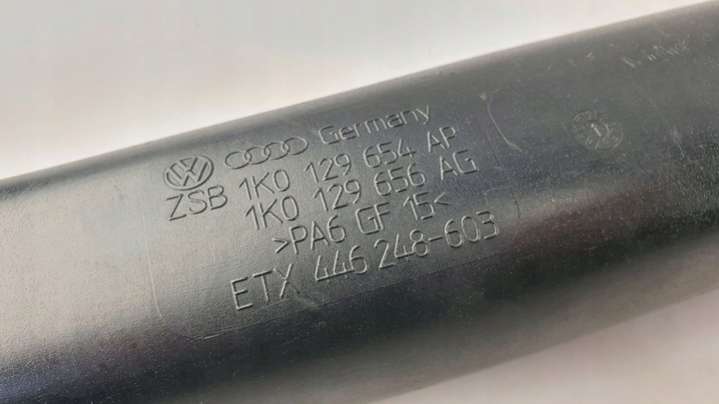 Germany
ZSB 1K0 129 654 AP
1K0 129 656 AG
>PA6 GF 15<
ETX 446 248-603